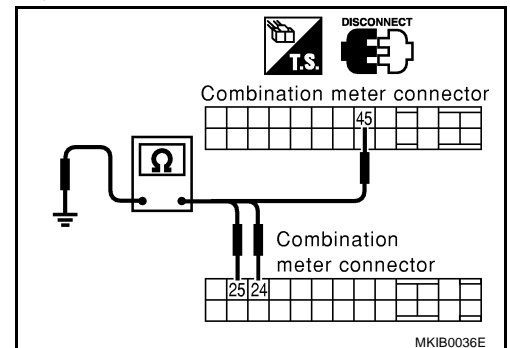 DISCONNECT
T.S.
Combination meter connector
45
Ω
Combination
meter connector
25 24
MKIB0036E